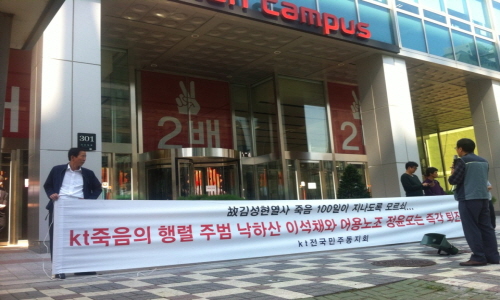 Campus
301
2배
故김성현열사 죽음 100일이 지나도록 모르쇠...
kt죽음의 행렬 주범 낙하산 이석채와 어용노조 정윤모는 즉각 퇴진
kt전국민주동지회